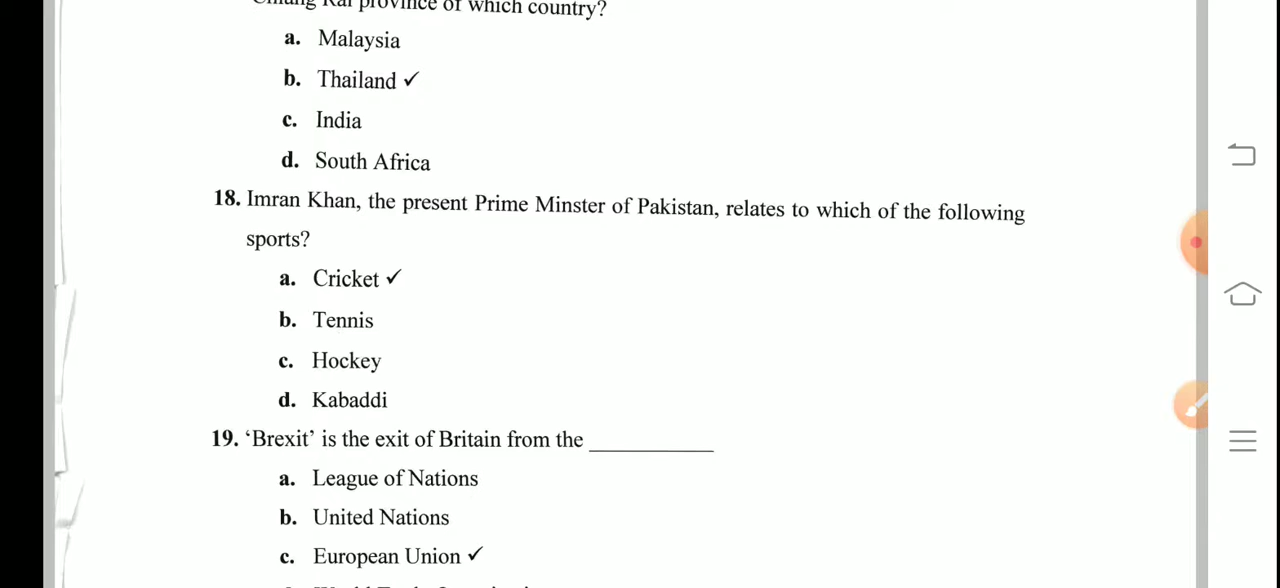 province of which country?
a. Malaysia
b. Thailand ✓
c. India
d. South Africa
18. Imran Khan, the present Prime Minster of Pakistan, relates to which of the following
sports?
a. Cricket ✓
b. Tennis
c. Hockey
d. Kabaddi
19. ‘Brexit’ is the exit of Britain from the ____________
a. League of Nations
b. United Nations
c. European Union ✓